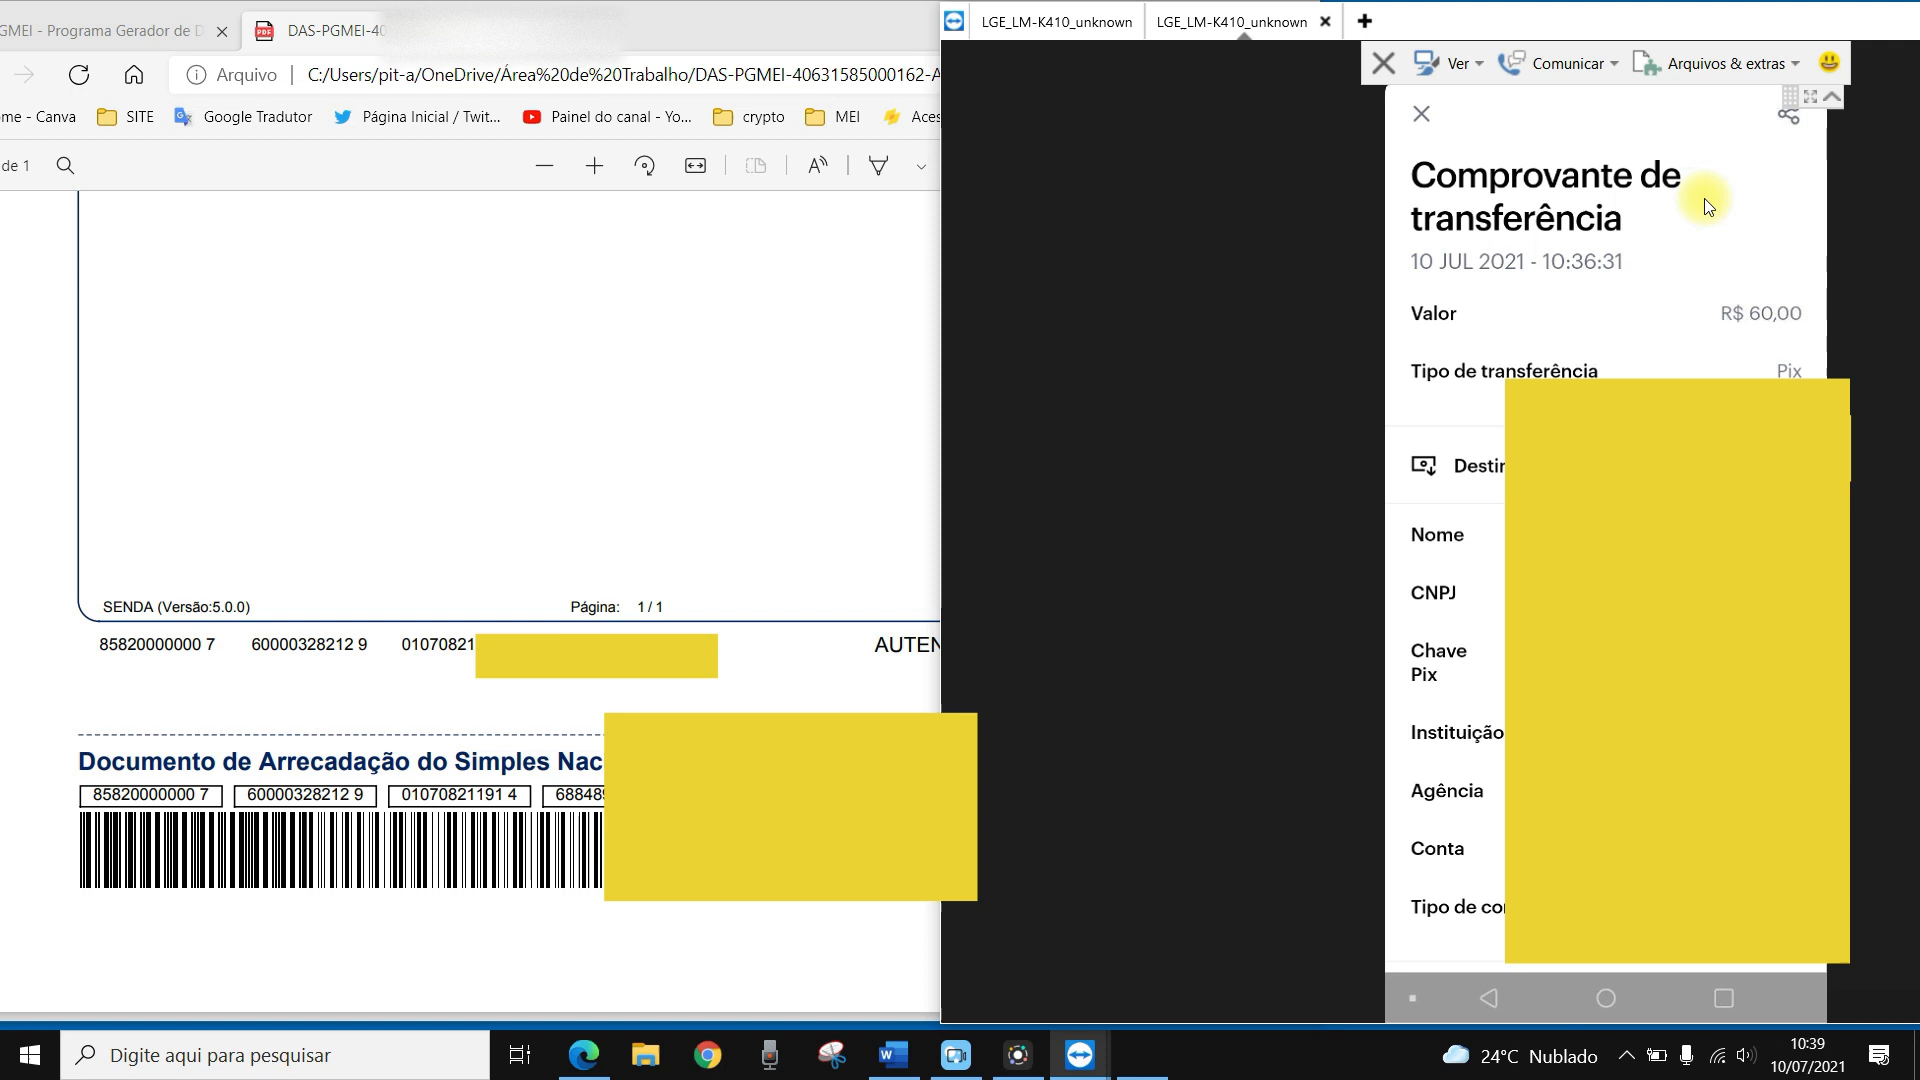 GMEI - Programa Gerador de D
DAS-PGMEI-40
LGE_LM-K410_unknown
LGE_LM-K410_unknown
Arquivo
C:/Users/pit-a/OneDrive/Área%20de%20Trabalho/DAS-PGMEI-40631585000162-A
Ver
Comunicar
Arquivos & extras
me - Canva
SITE
Google Tradutor
Página Inicial / Twit...
Painel do canal - Yo...
crypto
MEI
Aces
de 1
Comprovante de
transferência
10 JUL 2021 - 10:36:31
Valor R$ 60,00
Tipo de transferência Pix
Destin
Nome
CNPJ
Chave
Pix
Instituição
Agência
Conta
Tipo de co
SENDA (Versão:5.0.0)
Página: 1/1
85820000000 7 60000328212 9 01070821
AUTEN
Documento de Arrecadação do Simples Nac
85820000000 7 60000328212 9 01070821191 4 68848
Digite aqui para pesquisar
24°C Nublado
10:39
10/07/2021